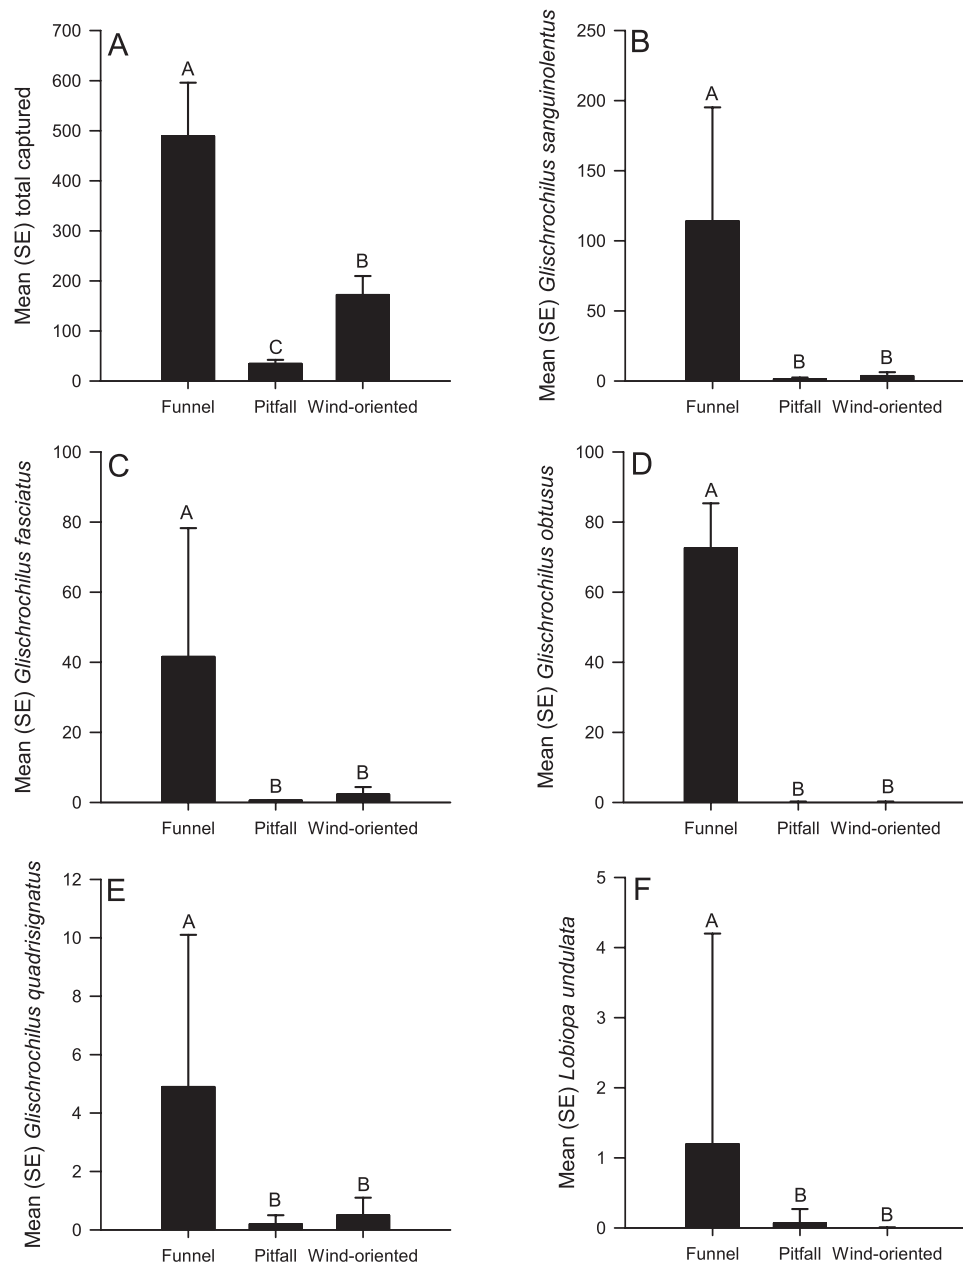 A
Mean (SE) total captured
700
600
500
400
300
200
100
0
A
C
B
Funnel Pitfall Wind-oriented
B
Mean (SE) Glischrochilus sanguinolentus
250
200
150
100
50
0
A
B
B
Funnel Pitfall Wind-oriented
C
Mean (SE) Glischrochilus fasciatus
100
80
60
40
20
0
A
B
B
Funnel Pitfall Wind-oriented
D
Mean (SE) Glischrochilus obtusus
100
80
60
40
20
0
A
B
B
Funnel Pitfall Wind-oriented
E
Mean (SE) Glischrochilus quadrisignatus
12
10
8
6
4
2
0
A
B
B
Funnel Pitfall Wind-oriented
F
Mean (SE) Lobiopa undulata
5
4
3
2
1
0
A
B
B
Funnel Pitfall Wind-oriented